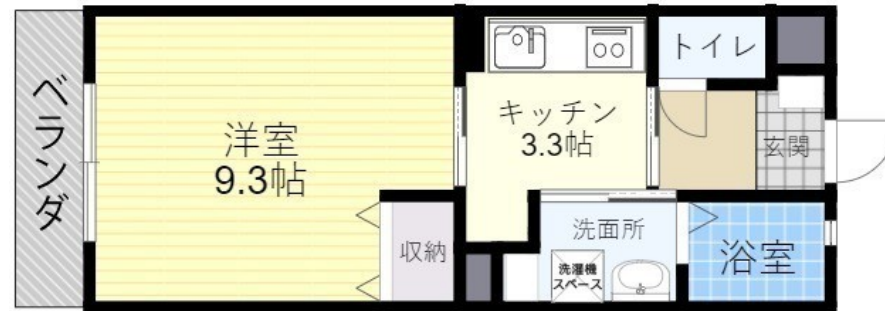 ベランダ
洋室
9.3帖
収納
キッチン
3.3帖
トイレ
玄関
洗面所
洗濯機
スペース
浴室